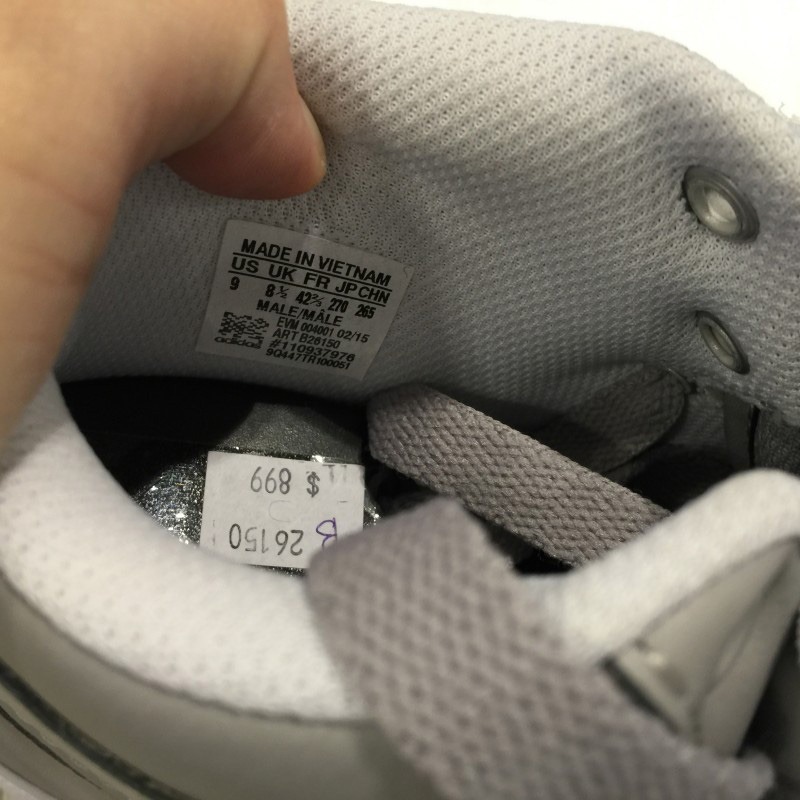 MADE IN VIETNAM
US UK FR JP CHN
9 8½ 42⅔ 270 265
MALE/MÂLE
EVM 004001 02/15
ART B26150
#110937976
9Q447TR100051
adidas
$ 899
B 26150